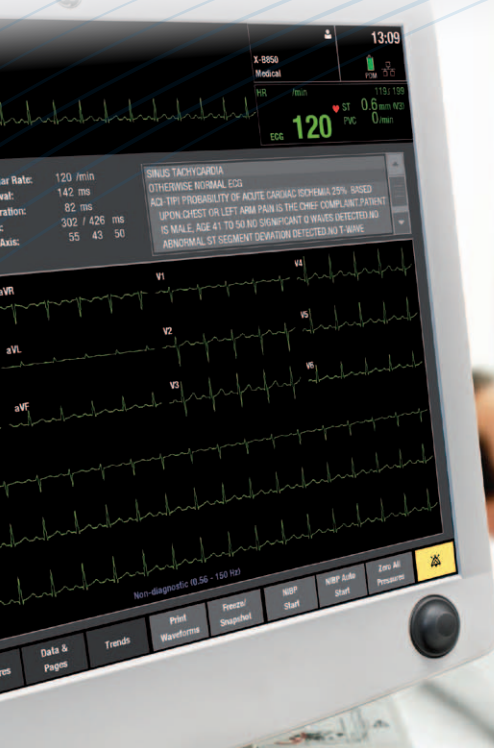 13:09
X-B850
Medical
PDM
HR /min 119/ 199
ST 0.6 mm
PVC 0 /min
ECG 120
ar Rate: 120 /min
val: 142 ms
ration: 82 ms
: 302 / 426 ms
Axis: 55 43 50
SINUS TACHYCARDIA
OTHERWISE NORMAL ECG
ACI-TIPI PROBABILITY OF ACUTE CARDIAC ISCHEMIA 25% BASED
UPON:CHEST OR LEFT ARM PAIN IS THE CHIEF COMPLAINT,PATIENT
IS MALE, AGE 41 TO 50.NO SIGNIFICANT Q WAVES DETECTED.NO
ABNORMAL ST SEGMENT DEVIATION DETECTED.NO T-WAVE
aVR V1 V4
aVL V2 V5
aVF V3 V6
Non-diagnostic (0.56 - 150 Hz)
res
Data &
Pages
Trends
Print
Waveforms
Freeze/
Snapshot
NIBP
Start
NIBP Auto
Start
Zero All
Pressures